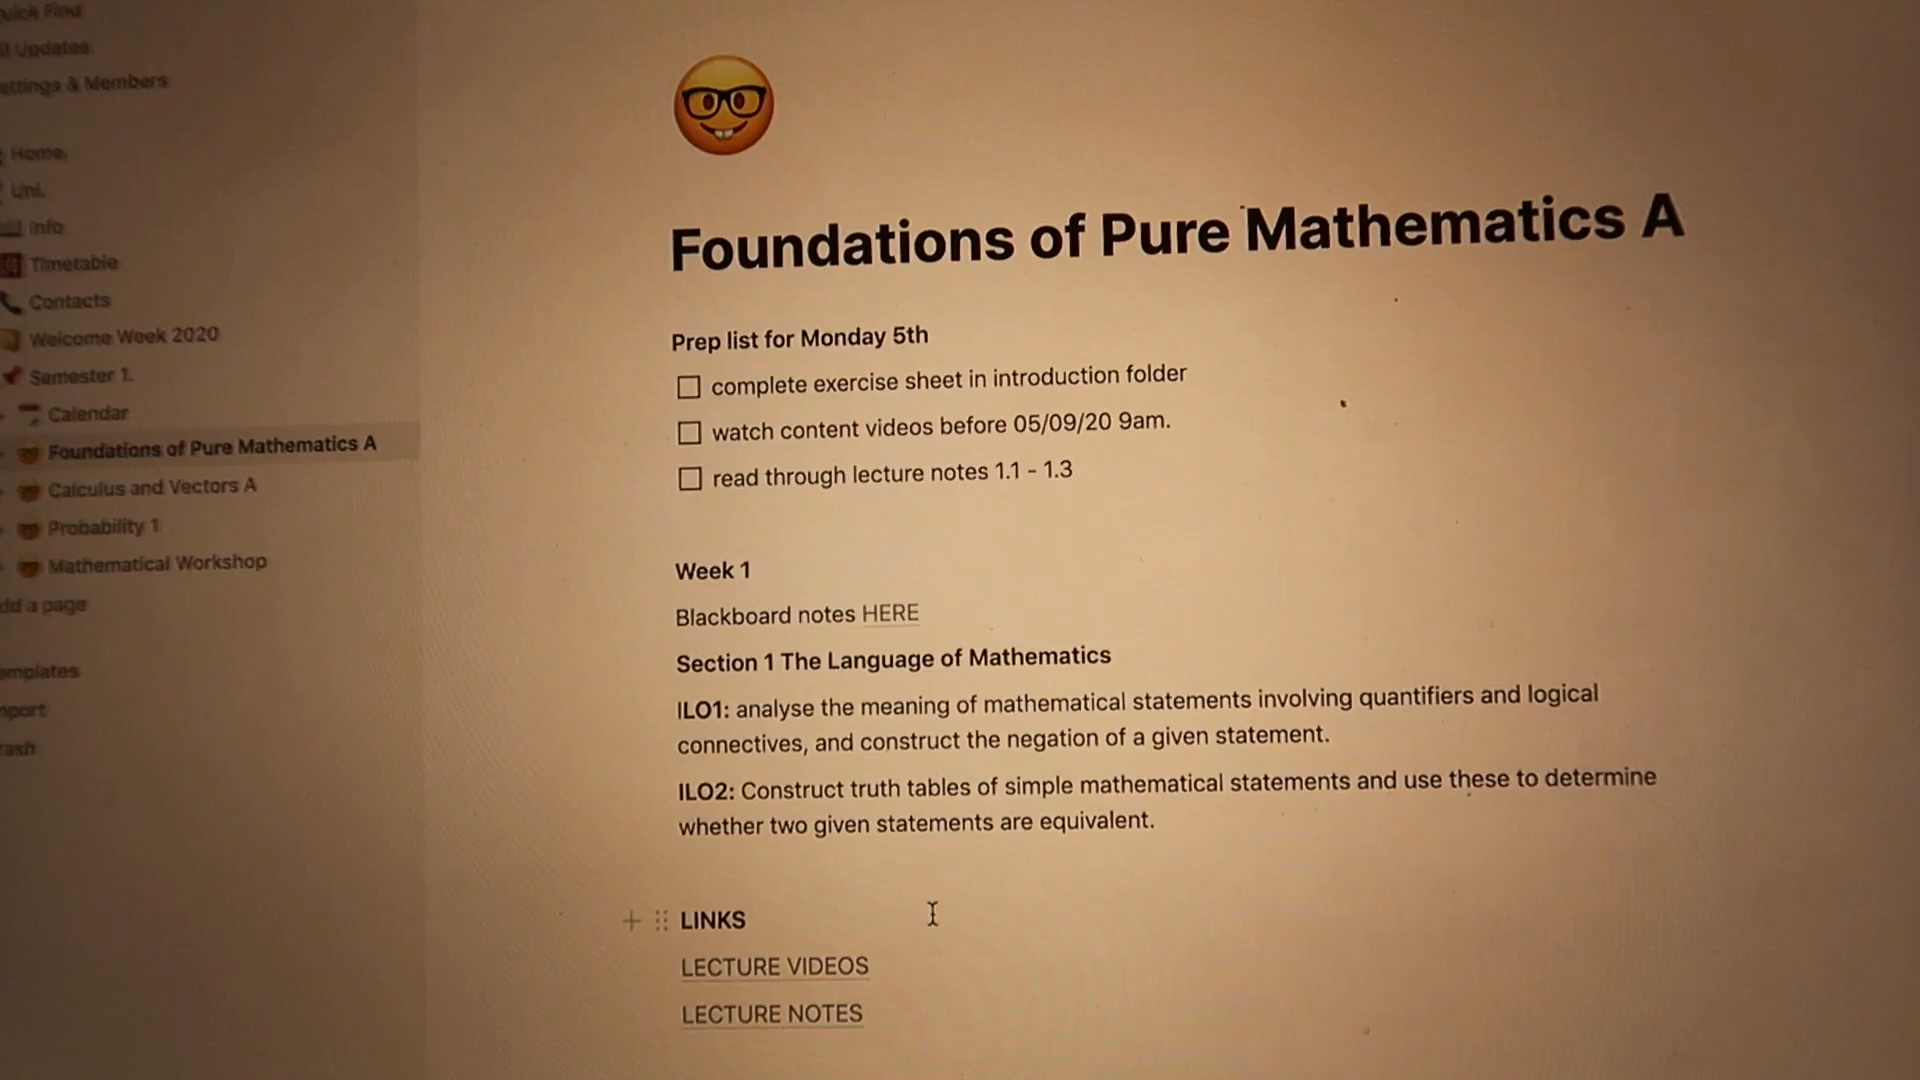 Quick Find
Updates
Settings & Members
Home.
Uni.
Info
Timetable
Contacts
Welcome Week 2020
Semester 1.
Calendar
Foundations of Pure Mathematics A
Calculus and Vectors A
Probability 1
Mathematical Workshop
dd a page
emplates
mport
rash
Foundations of Pure Mathematics A
Prep list for Monday 5th
complete exercise sheet in introduction folder
watch content videos before 05/09/20 9am.
read through lecture notes 1.1 - 1.3
Week 1
Blackboard notes HERE
Section 1 The Language of Mathematics
ILO1: analyse the meaning of mathematical statements involving quantifiers and logical
connectives, and construct the negation of a given statement.
ILO2: Construct truth tables of simple mathematical statements and use these to determine
whether two given statements are equivalent.
+ LINKS
LECTURE VIDEOS
LECTURE NOTES